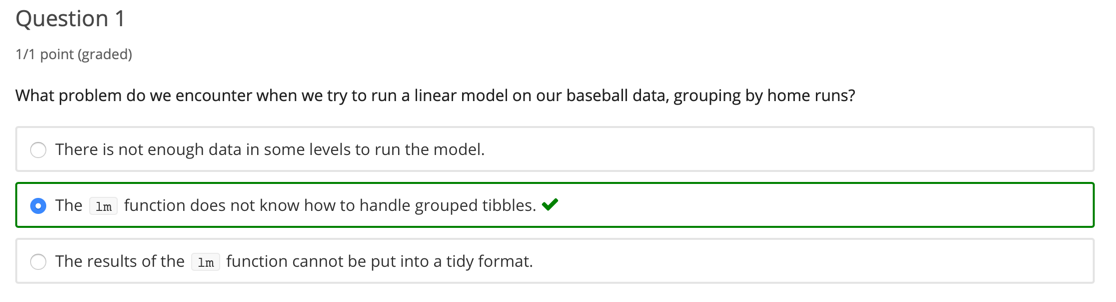 Question 1
1/1 point (graded)
What problem do we encounter when we try to run a linear model on our baseball data, grouping by home runs?
There is not enough data in some levels to run the model.
The lm function does not know how to handle grouped tibbles.
The results of the lm function cannot be put into a tidy format.